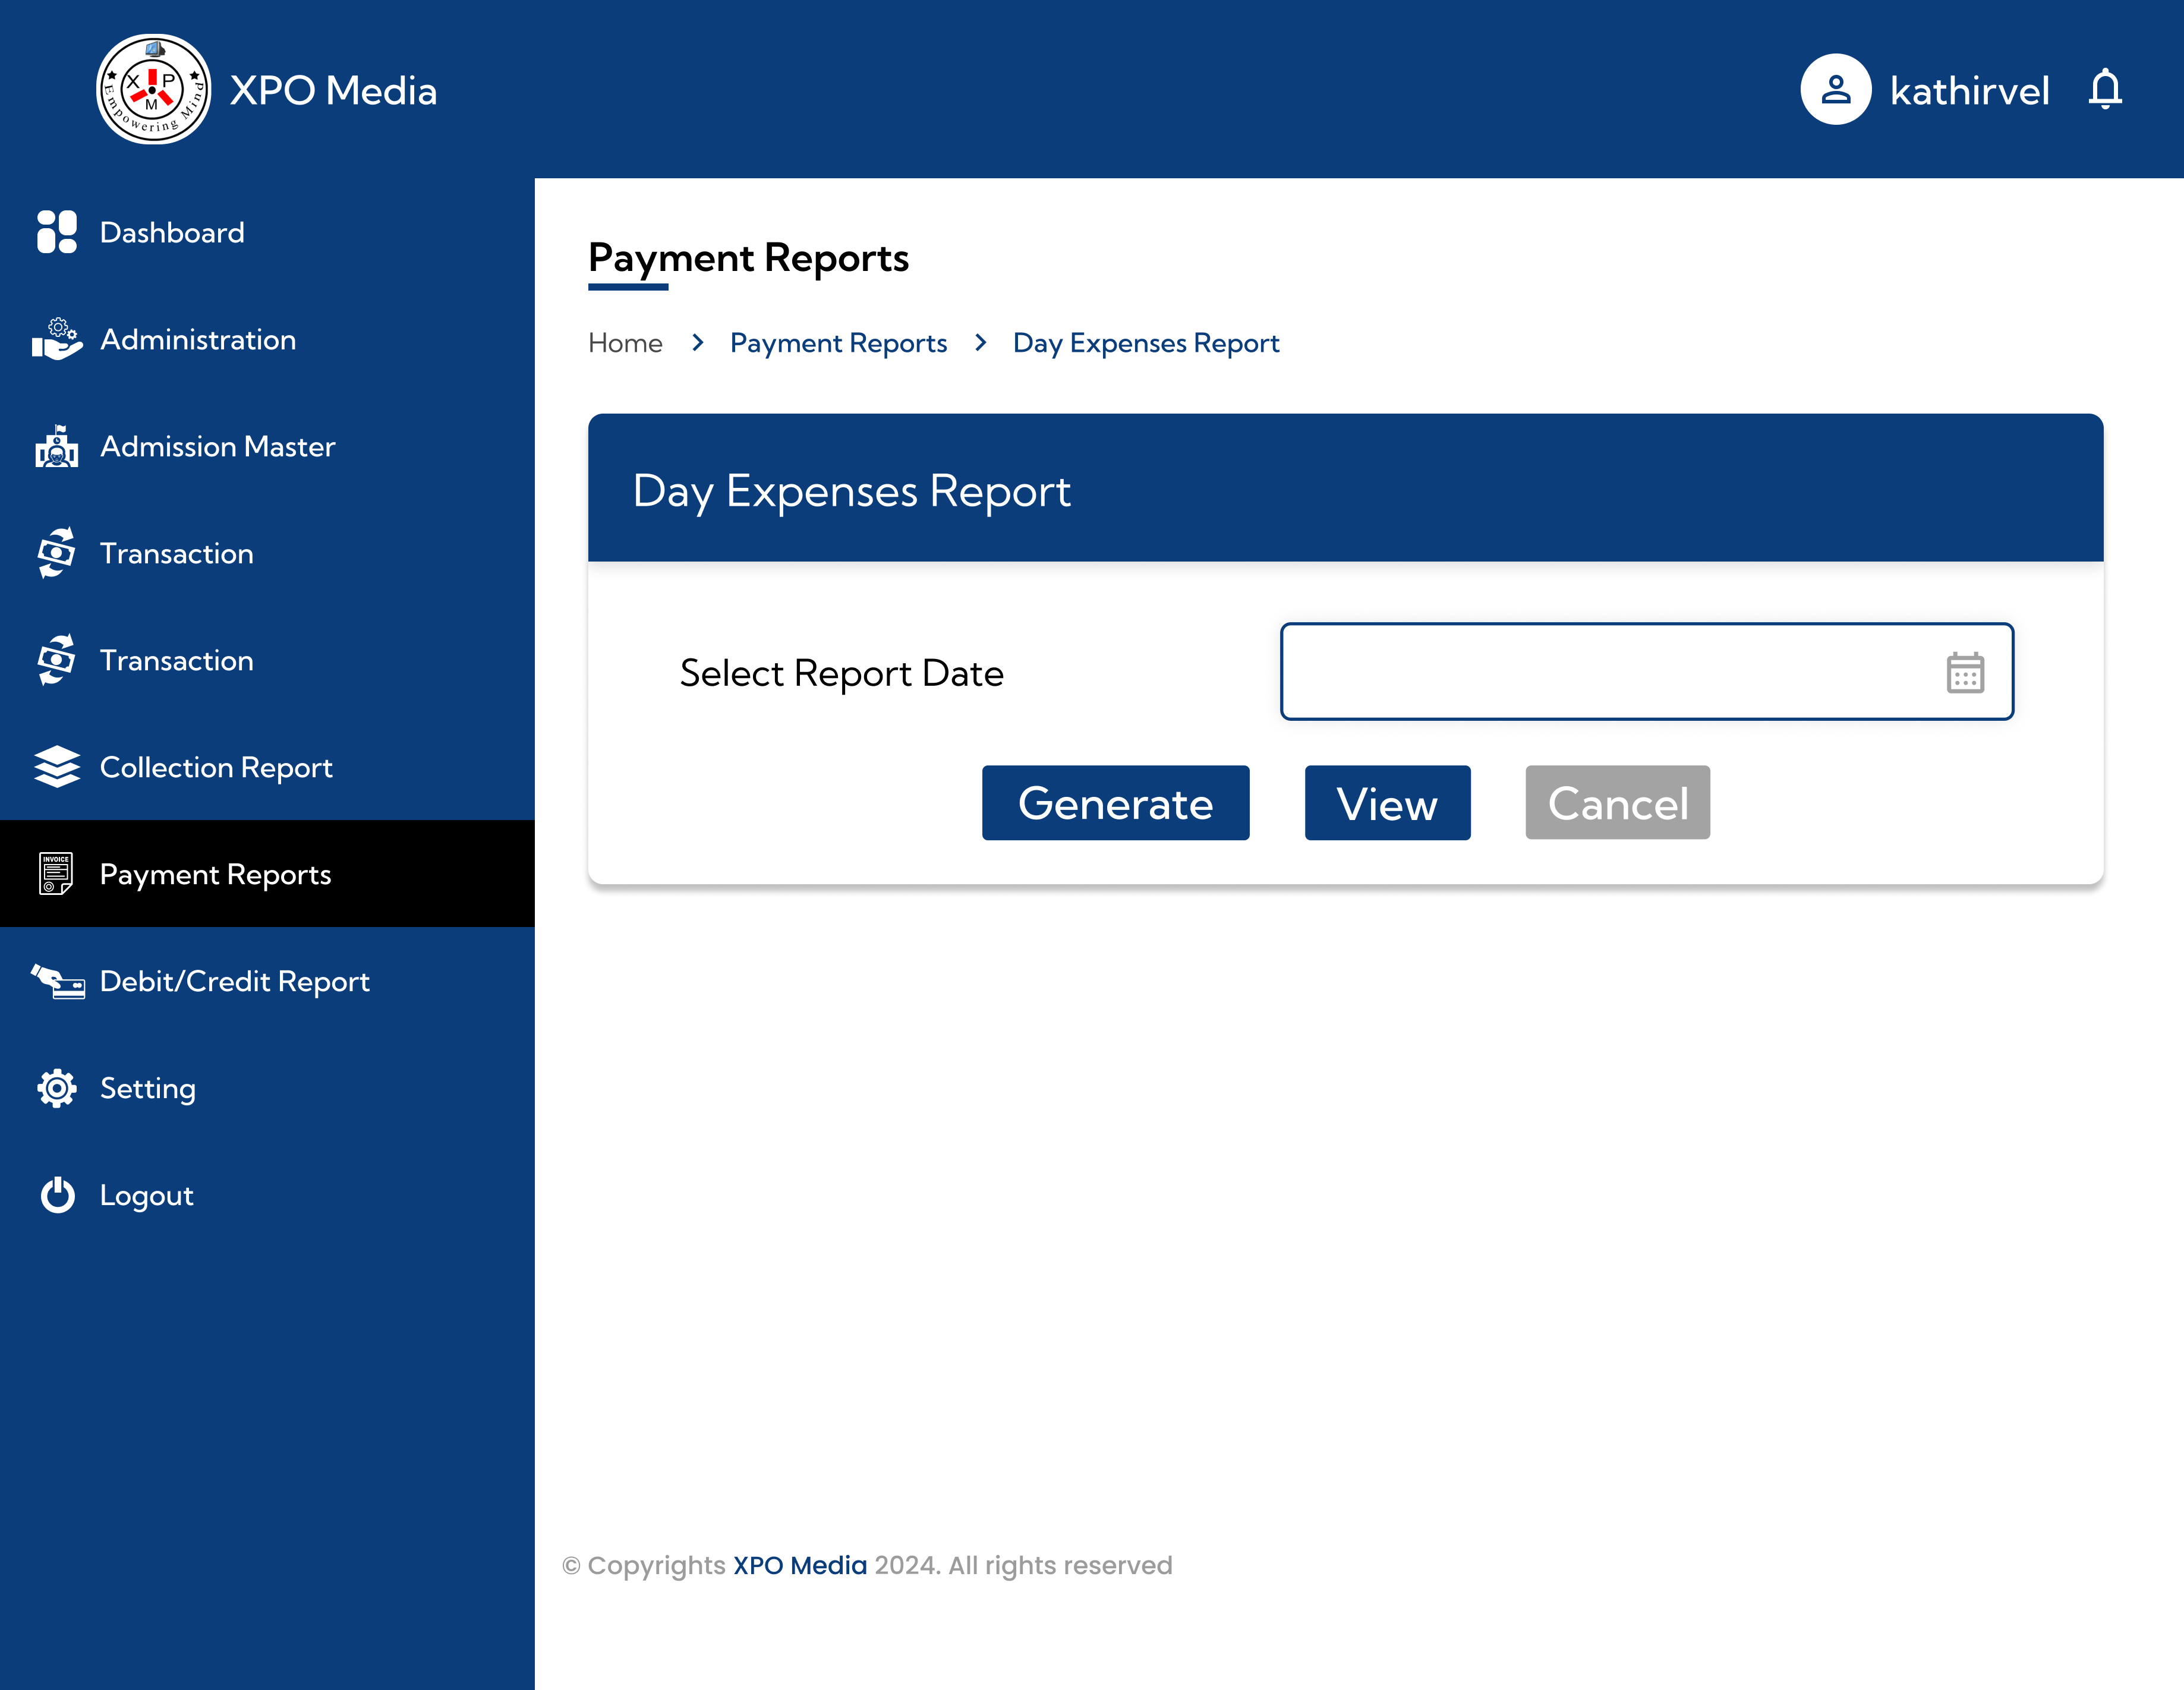 X P M
Empowering Mind
XPO Media
kathirvel
Dashboard
Administration
Admission Master
Transaction
Transaction
Collection Report
INVOICE
Payment Reports
Debit/Credit Report
Setting
Logout
Payment Reports
Home > Payment Reports > Day Expenses Report
Day Expenses Report
Select Report Date
Generate View Cancel
© Copyrights XPO Media 2024. All rights reserved